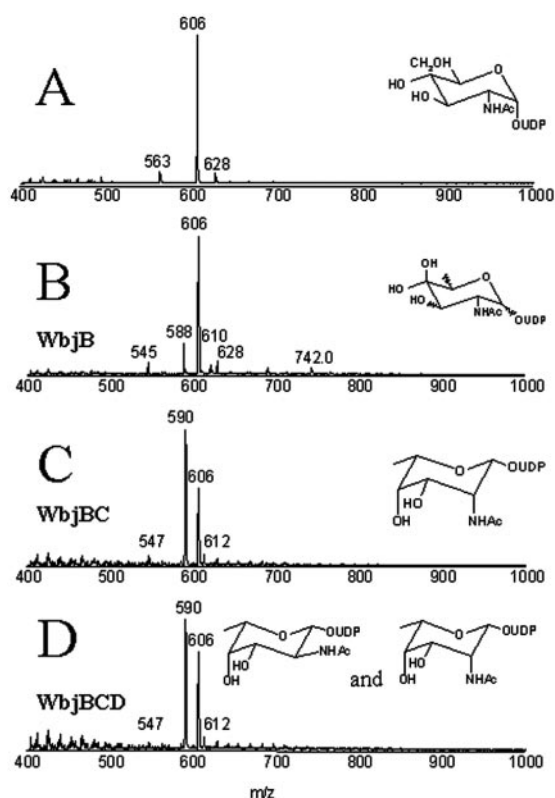 A
606
563
628
CH₂OH
HO
O
HO
NHAc
OUDP
400 500 600 700 800 900 1000
B
WbjB
606
545
588
610
628
742.0
OH
HO
O
HO
NHAc
OUDP
400 500 600 700 800 900 1000
C
WbjBC
590
606
547
612
O
OUDP
HO
OH
NHAc
400 500 600 700 800 900 1000
D
WbjBCD
590
606
547
612
O
OUDP
HO
NHAc
OH
and
O
OUDP
HO
OH
NHAc
400 500 600 700 800 900 1000
m/z